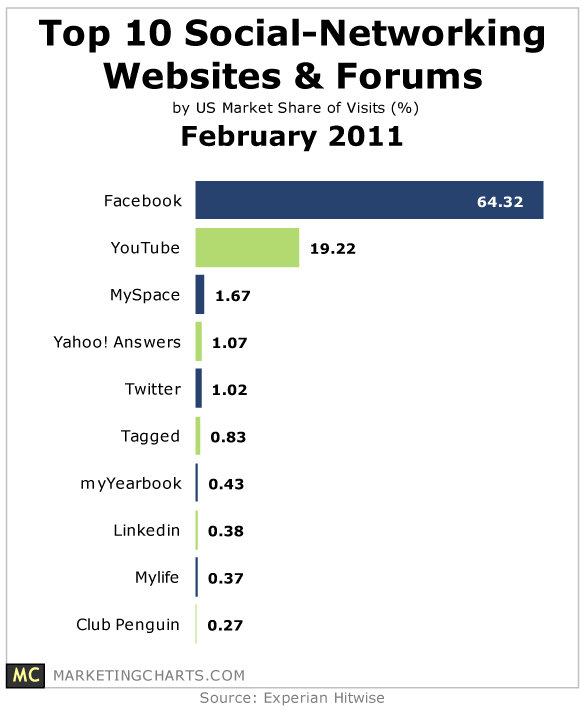 Top 10 Social-Networking
Websites & Forums
by US Market Share of Visits (%)
February 2011
Facebook 64.32
YouTube 19.22
MySpace 1.67
Yahoo! Answers 1.07
Twitter 1.02
Tagged 0.83
myYearbook 0.43
Linkedin 0.38
Mylife 0.37
Club Penguin 0.27
MC MARKETINGCHARTS.COM
Source: Experian Hitwise